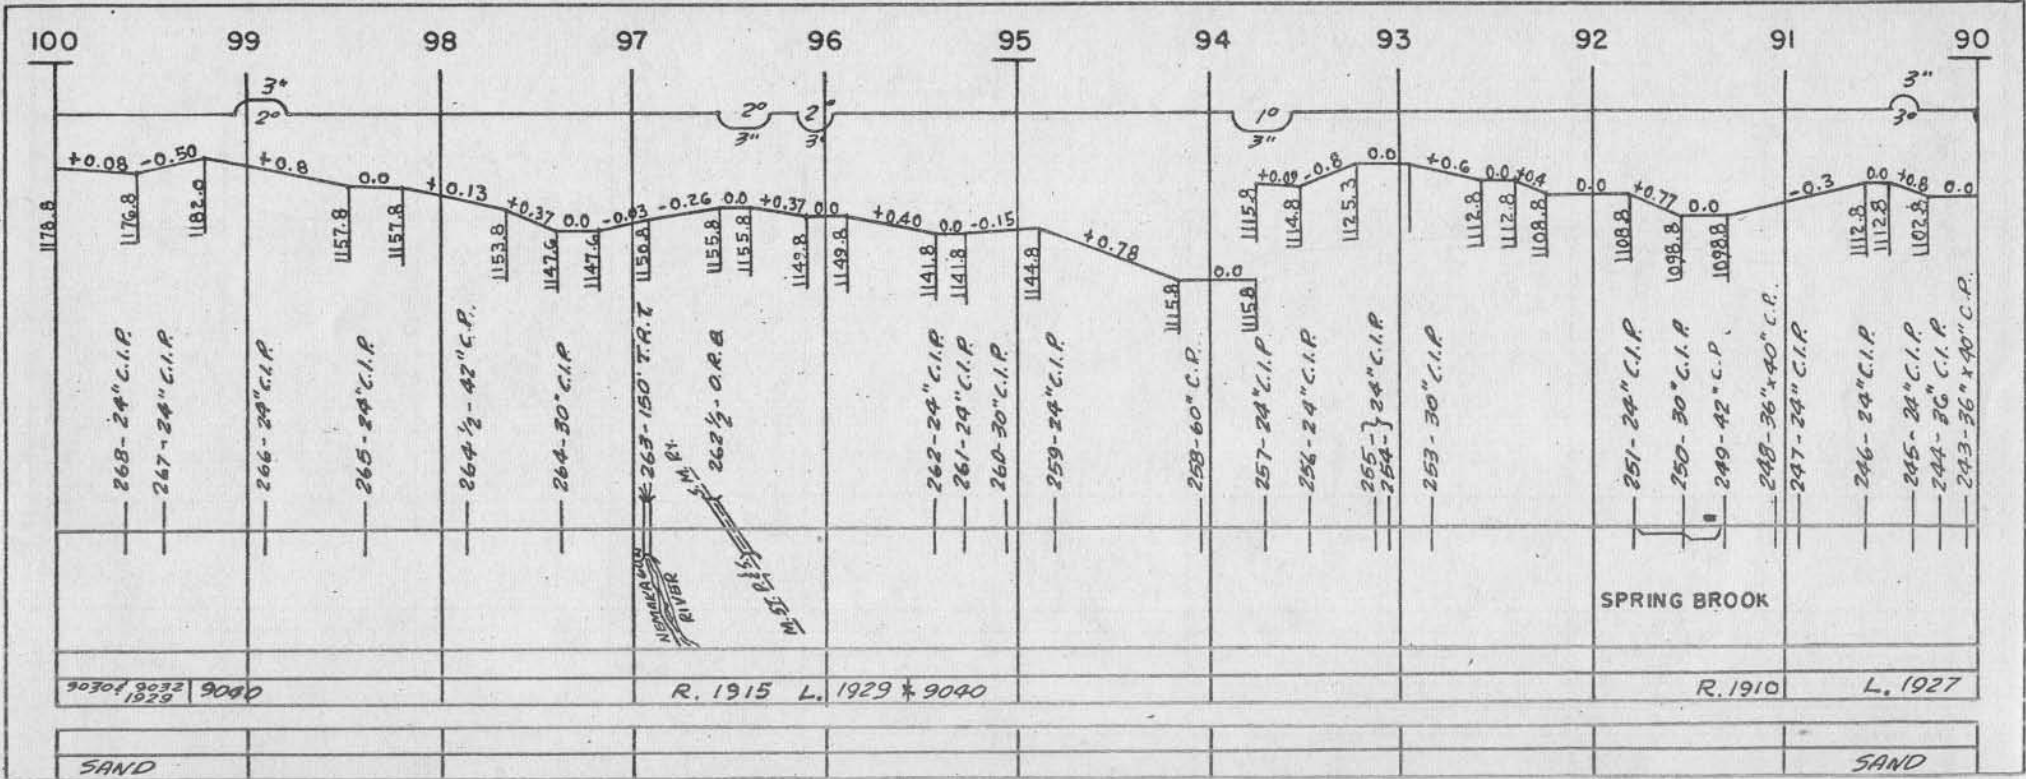 100 99 98 97 96 95 94 93 92 91 90
3° 2° 2° 3" 2° 1° 3" 3" 3°
+0.08 -0.50 +0.8 0.0 +0.13 +0.37 0.0 -0.03 -0.26 0.0 +0.37 0.0 +0.40 0.0 -0.15 +0.78 0.0 +0.09 -0.8 0.0 +0.6 0.0 +0.4 0.0 +0.77 0.0 -0.3 0.0 +0.8 0.0
1178.8
1176.8
1182.0
1157.8
1157.8
1153.8
1147.6
1147.6
1150.8
1155.8
1155.8
1149.8
1149.8
1141.8
1141.8
1144.8
1115.8
1115.8
1115.9
1114.8
1125.3
1112.8
1112.8
1108.8
1108.8
1098.8
1098.8
1112.8
1112.8
1102.8
268-24" C.I.P.
267-24" C.I.P.
266-24" C.I.P.
265-24" C.I.P.
264 1/2-42" C.P.
264-30" C.I.P.
263-150' T.R.T.
262 1/2-O.R.B
262-24" C.I.P.
261-24" C.I.P.
260-30" C.I.P.
259-24" C.I.P.
258-60" C.P.
257-24" C.I.P.
256-24" C.I.P.
255-} 24" C.I.P.
254-}
253-30" C.I.P.
251-24" C.I.P.
250-30" C.I.P.
249-42" C.P.
248-36"x40" C.P.
247-24" C.I.P.
246-24" C.I.P.
245-24" C.I.P.
244-36" C.I.P.
243-36"x40" C.P.
NEMAKAGON
RIVER
SPRING BROOK
9030 & 9032 9040 R. 1915 L. 1929 * 9040 R. 1910 L. 1927
1929
SAND SAND